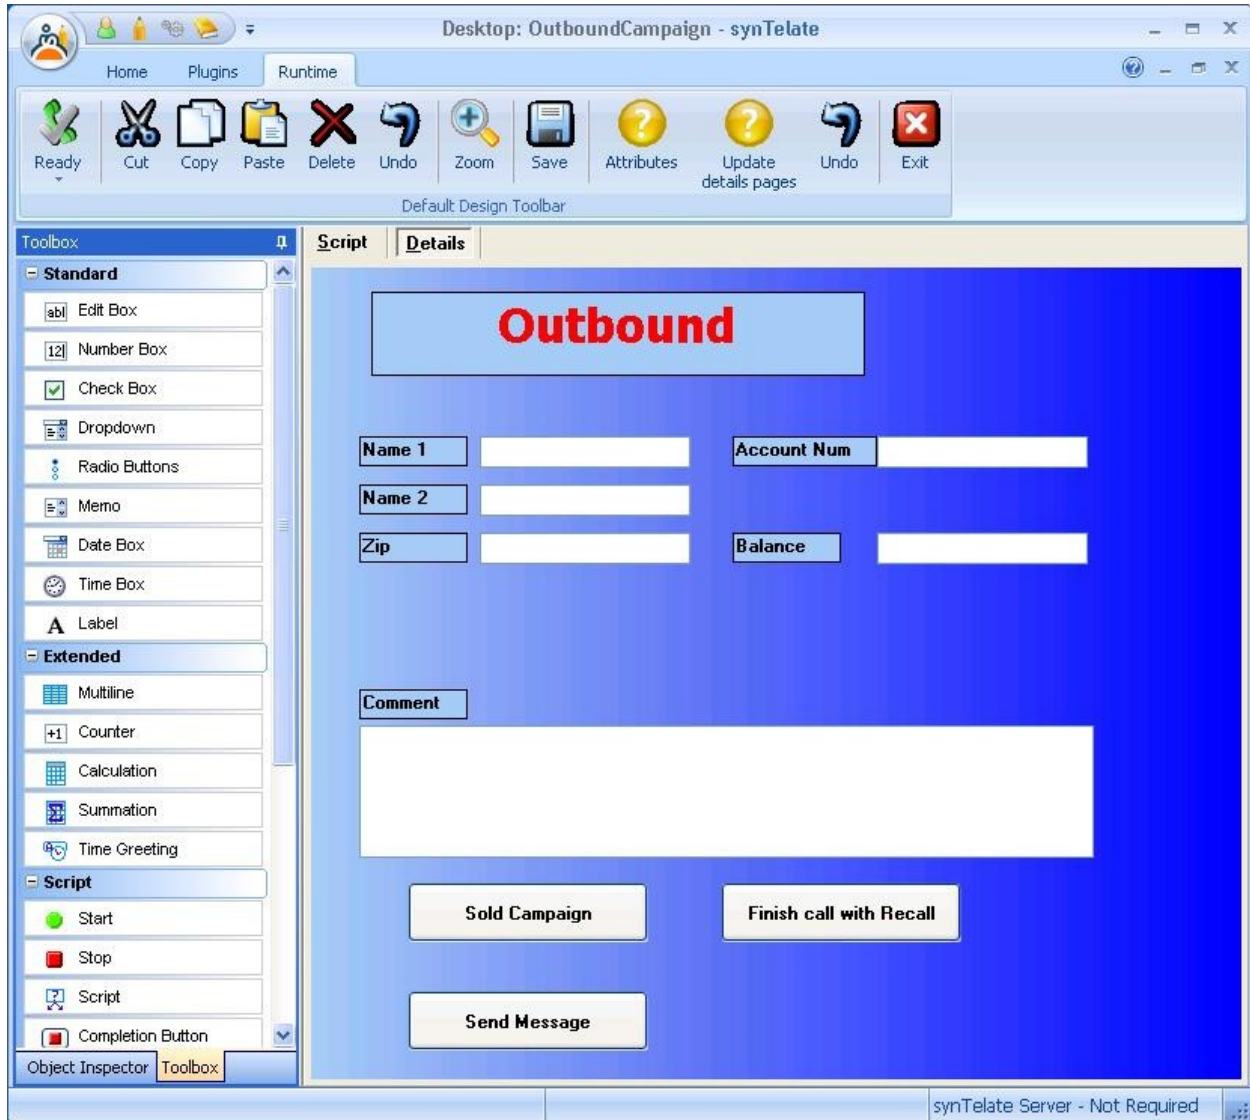 Desktop: OutboundCampaign - synTelate
Home Plugins Runtime
Ready Cut Copy Paste Delete Undo Zoom Save Attributes Update details pages Undo Exit
Default Design Toolbar
Toolbox
Script Details
Standard
abl Edit Box
12 Number Box
Check Box
Dropdown
Radio Buttons
Memo
Date Box
Time Box
A Label
Extended
Multiline
+1 Counter
Calculation
Summation
Time Greeting
Script
Start
Stop
Script
Completion Button
Object Inspector Toolbox
Outbound
Name 1 Account Num
Name 2
Zip Balance
Comment
Sold Campaign Finish call with Recall
Send Message
synTelate Server - Not Required